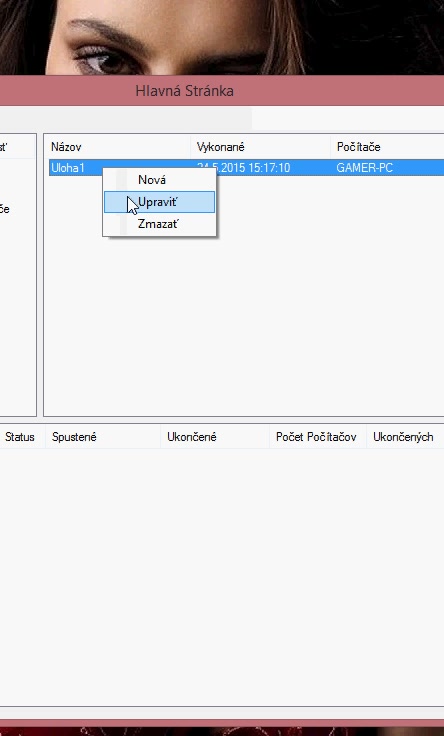 Hlavná Stránka
sť
Názov Vykonané Počítače
Uloha1 24.5.2015 15:17:10 GAMER-PC
Nová
Upraviť
če
Zmazať
Status Spustené Ukončené Počet Počítačov Ukončených